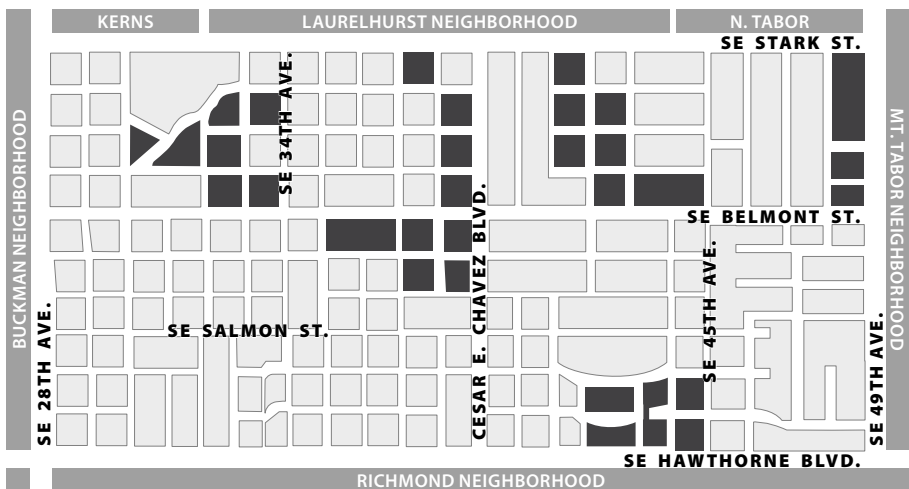 KERNS
LAURELHURST NEIGHBORHOOD
N. TABOR
SE STARK ST.
BUCKMAN NEIGHBORHOOD
MT. TABOR NEIGHBORHOOD
SE 34TH AVE.
SE BELMONT ST.
CESAR E. CHAVEZ BLVD.
SE 45TH AVE.
SE SALMON ST.
SE 28TH AVE.
SE 49TH AVE.
SE HAWTHORNE BLVD.
RICHMOND NEIGHBORHOOD